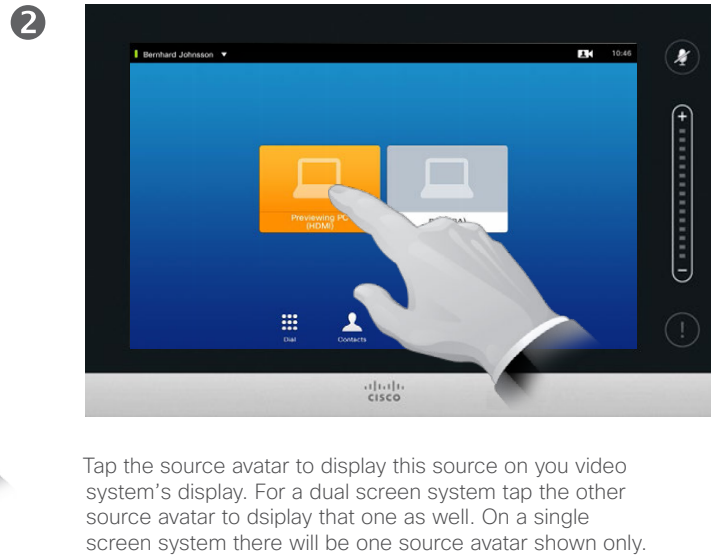 2
Bernhard Johnsson
10:46
+
Previewing PC
(HDMI)
–
!
Dial
Contacts
CISCO
Tap the source avatar to display this source on you video
system’s display. For a dual screen system tap the other
source avatar to dsiplay that one as well. On a single
screen system there will be one source avatar shown only.